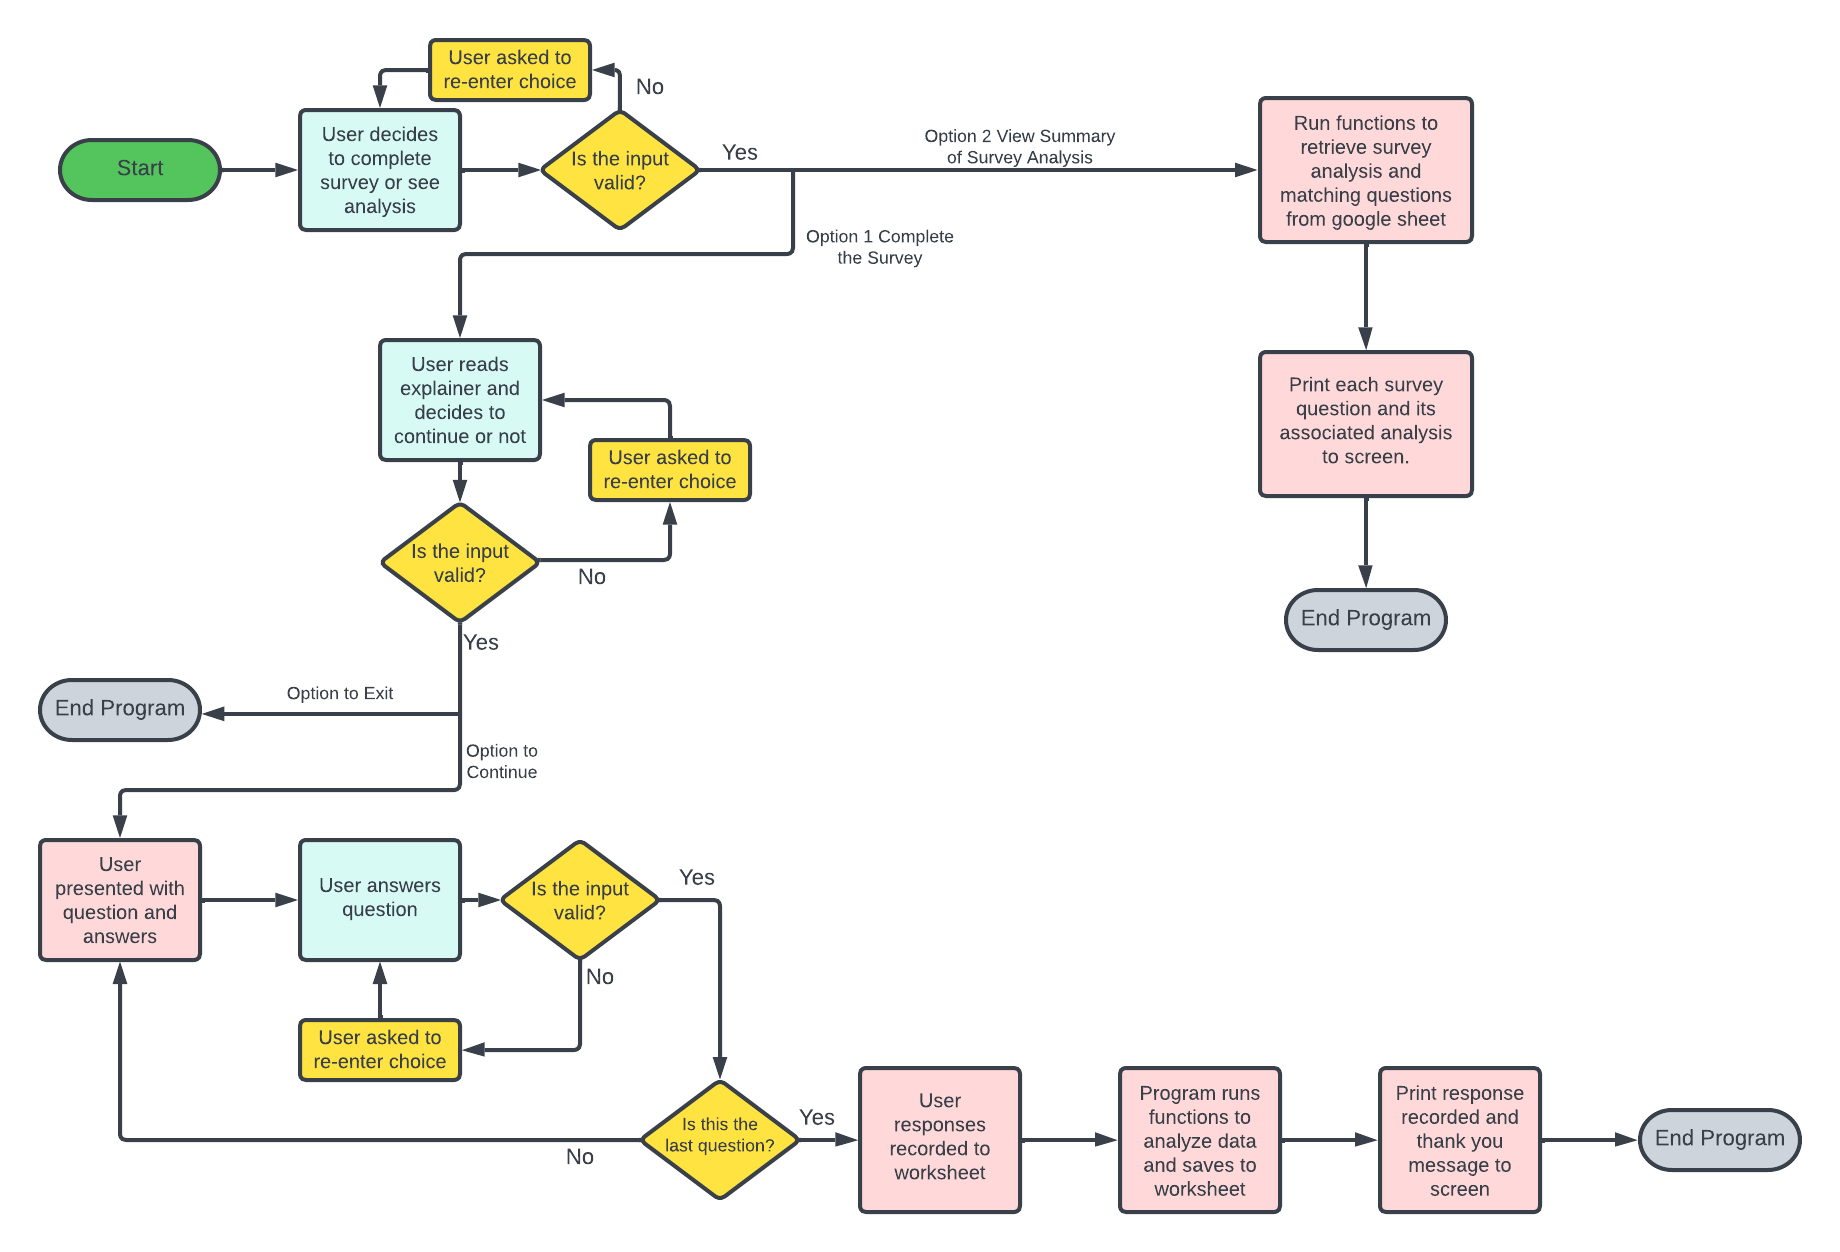 User asked to
re-enter choice
No
Start
User decides
to complete
survey or see
analysis
Is the input
valid?
Yes
Option 2 View Summary
of Survey Analysis
Run functions to
retrieve survey
analysis and
matching questions
from google sheet
Option 1 Complete
the Survey
User reads
explainer and
decides to
continue or not
User asked to
re-enter choice
Is the input
valid?
No
Yes
Print each survey
question and its
associated analysis
to screen.
End Program
Option to Exit
End Program
Option to
Continue
User
presented with
question and
answers
User answers
question
Is the input
valid?
Yes
No
User asked to
re-enter choice
Is this the
last question?
No
Yes
User
responses
recorded to
worksheet
Program runs
functions to
analyze data
and saves to
worksheet
Print response
recorded and
thank you
message to
screen
End Program